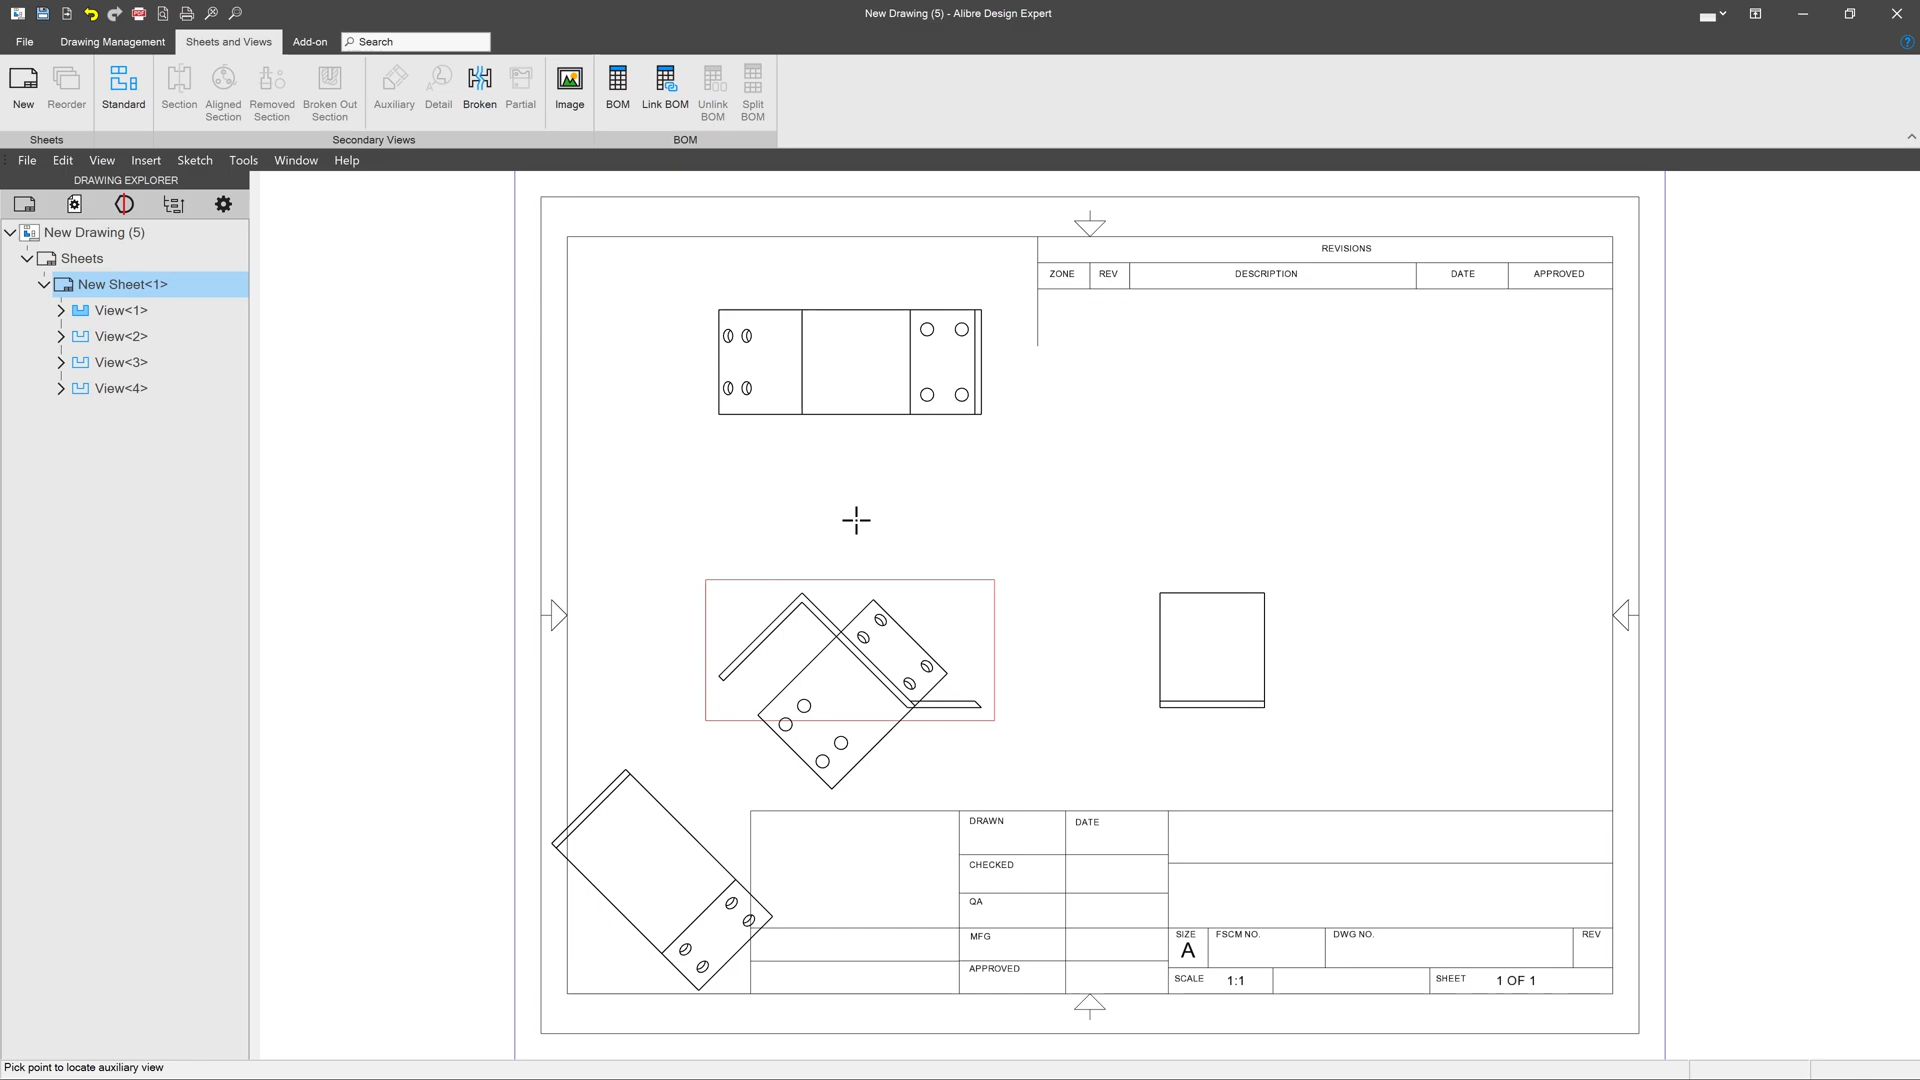 New Drawing (5) - Alibre Design Expert
File
Drawing Management
Sheets and Views
Add-on
Search
New
Reorder
Standard
Section
Aligned
Section
Removed
Section
Broken Out
Section
Auxiliary
Detail
Broken
Partial
Image
BOM
Link BOM
Unlink
BOM
Split
BOM
Sheets
Secondary Views
BOM
File
Edit
View
Insert
Sketch
Tools
Window
Help
DRAWING EXPLORER
New Drawing (5)
Sheets
New Sheet<1>
View<1>
View<2>
View<3>
View<4>
REVISIONS
ZONE
REV
DESCRIPTION
DATE
APPROVED
DRAWN
DATE
CHECKED
QA
MFG
APPROVED
SIZE
A
FSCM NO.
DWG NO.
REV
SCALE
1:1
SHEET
1 OF 1
Pick point to locate auxiliary view